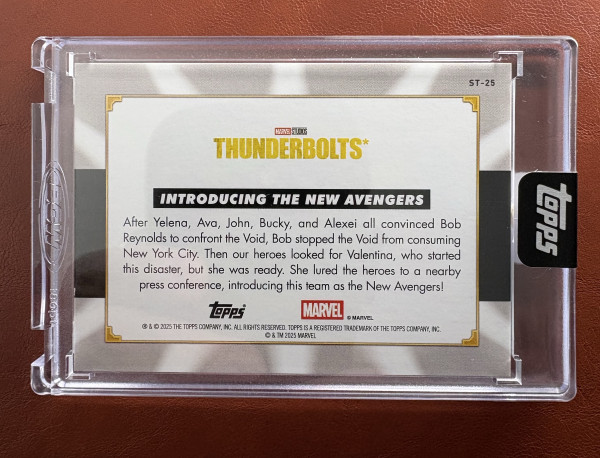 ST-25
MARVEL STUDIOS
THUNDERBOLTS*
INTRODUCING THE NEW AVENGERS
After Yelena, Ava, John, Bucky, and Alexei all convinced Bob
Reynolds to confront the Void, Bob stopped the Void from consuming
New York City. Then our heroes looked for Valentina, who started
this disaster, but she was ready. She lured the heroes to a nearby
press conference, introducing this team as the New Avengers!
topps
MARVEL
© MARVEL
® & © 2025 THE TOPPS COMPANY, INC. ALL RIGHTS RESERVED. TOPPS IS A REGISTERED TRADEMARK OF THE TOPPS COMPANY, INC.
© & TM 2025 MARVEL
topps